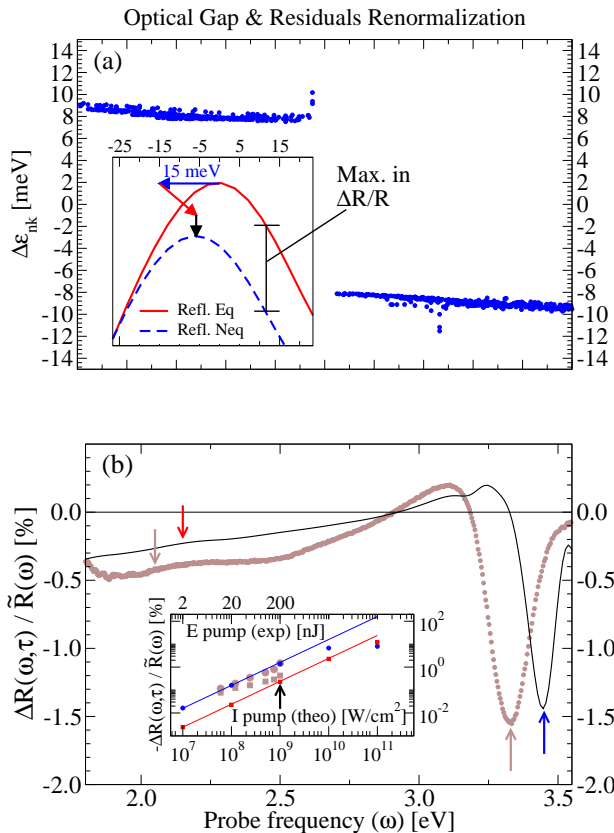 Optical Gap & Residuals Renormalization
(a)
Δε_nk [meV]
14
12
10
8
6
4
2
0
-2
-4
-6
-8
-10
-12
-14
14
12
10
8
6
4
2
0
-2
-4
-6
-8
-10
-12
-14
-25 -15 -5 5 15
15 meV
Max. in
ΔR/R
Refl. Eq
Refl. Neq
(b)
ΔR(ω,τ) / R̃(ω) [%]
0.0
-0.5
-1.0
-1.5
-2.0
0.0
-0.5
-1.0
-1.5
-2.0
2 20 200
E pump (exp) [nJ]
-ΔR(ω,τ) / R̃(ω) [%]
10^2
10^0
10^-2
I pump (theo) [W/cm^2]
10^7 10^8 10^9 10^10 10^11
2.0 2.5 3.0 3.5
Probe frequency (ω) [eV]